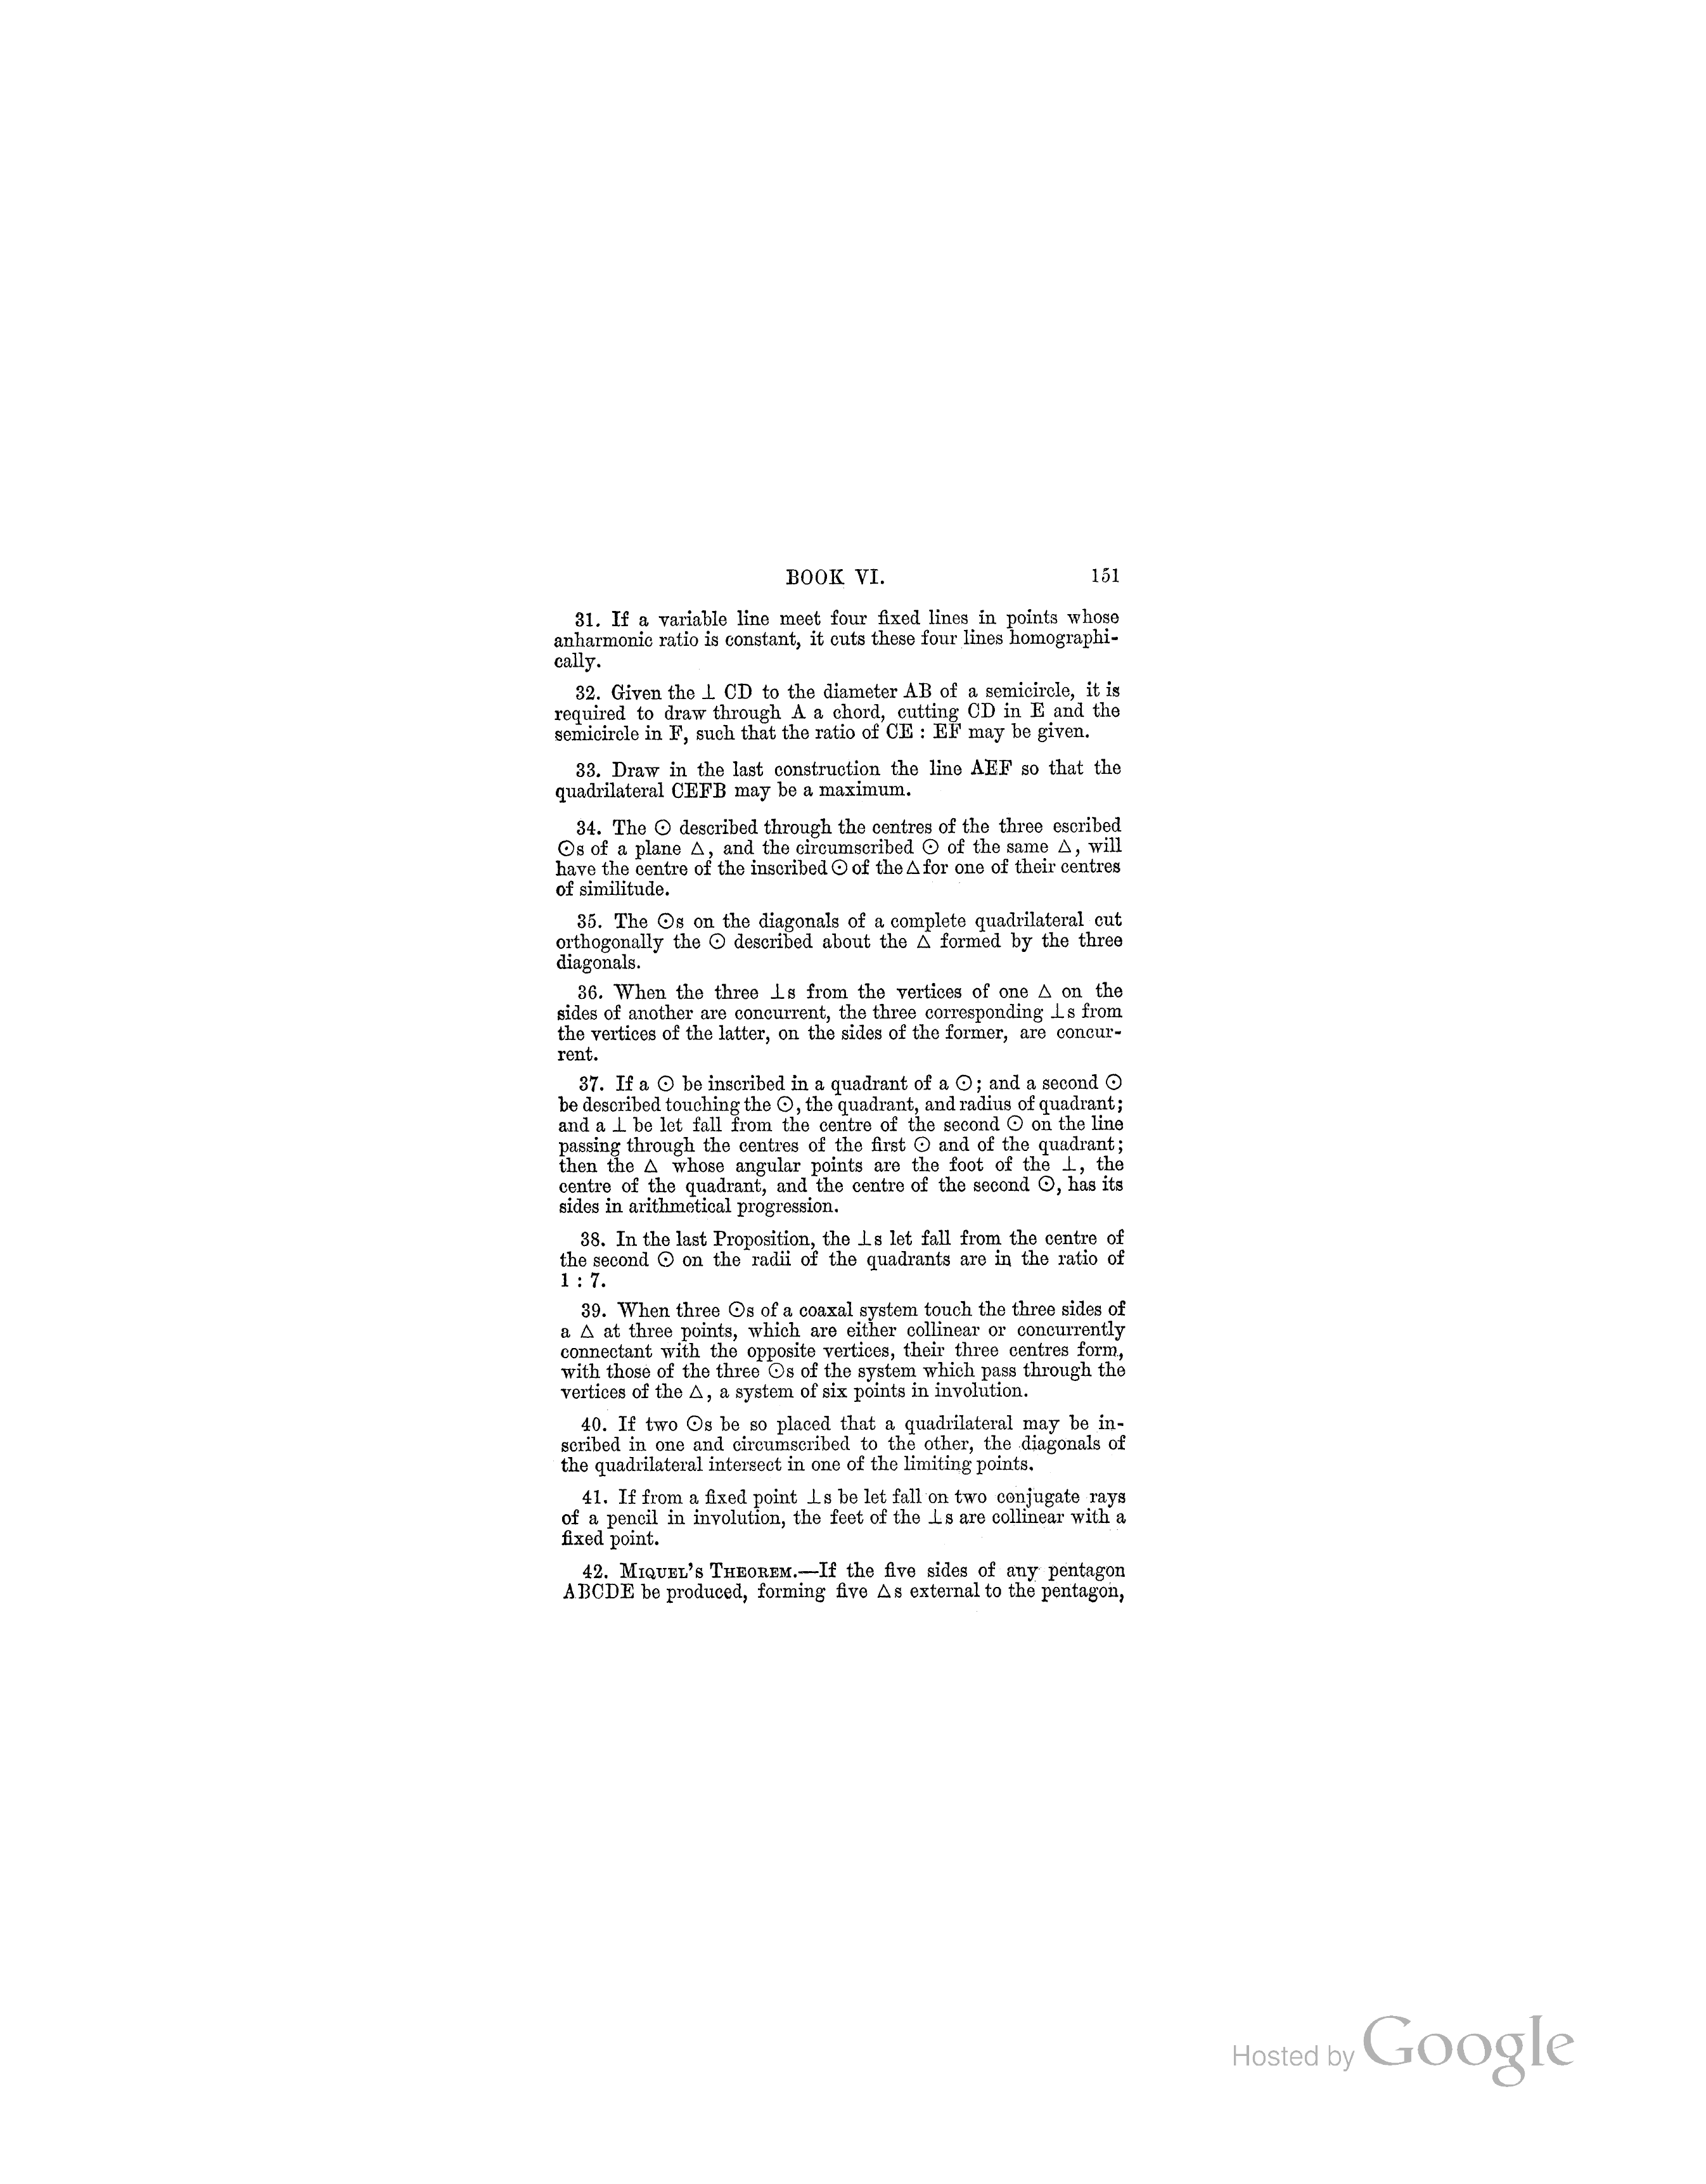 BOOK VI. 151
31. If a variable line meet four fixed lines in points whose
anharmonic ratio is constant, it cuts these four lines homographi-
cally.
32. Given the ⊥ CD to the diameter AB of a semicircle, it is
required to draw through A a chord, cutting CD in E and the
semicircle in F, such that the ratio of CE : EF may be given.
33. Draw in the last construction the line AEF so that the
quadrilateral CEFB may be a maximum.
34. The ⊙ described through the centres of the three escribed
⊙s of a plane △, and the circumscribed ⊙ of the same △, will
have the centre of the inscribed ⊙ of the △ for one of their centres
of similitude.
35. The ⊙s on the diagonals of a complete quadrilateral cut
orthogonally the ⊙ described about the △ formed by the three
diagonals.
36. When the three ⊥s from the vertices of one △ on the
sides of another are concurrent, the three corresponding ⊥s from
the vertices of the latter, on the sides of the former, are concur-
rent.
37. If a ⊙ be inscribed in a quadrant of a ⊙; and a second ⊙
be described touching the ⊙, the quadrant, and radius of quadrant;
and a ⊥ be let fall from the centre of the second ⊙ on the line
passing through the centres of the first ⊙ and of the quadrant;
then the △ whose angular points are the foot of the ⊥, the
centre of the quadrant, and the centre of the second ⊙, has its
sides in arithmetical progression.
38. In the last Proposition, the ⊥s let fall from the centre of
the second ⊙ on the radii of the quadrants are in the ratio of
1 : 7.
39. When three ⊙s of a coaxal system touch the three sides of
a △ at three points, which are either collinear or concurrently
connectant with the opposite vertices, their three centres form,
with those of the three ⊙s of the system which pass through the
vertices of the △, a system of six points in involution.
40. If two ⊙s be so placed that a quadrilateral may be in-
scribed in one and circumscribed to the other, the diagonals of
the quadrilateral intersect in one of the limiting points.
41. If from a fixed point ⊥s be let fall on two conjugate rays
of a pencil in involution, the feet of the ⊥s are collinear with a
fixed point.
42. MIQUEL'S THEOREM.—If the five sides of any pentagon
ABCDE be produced, forming five △s external to the pentagon,
Hosted by Google